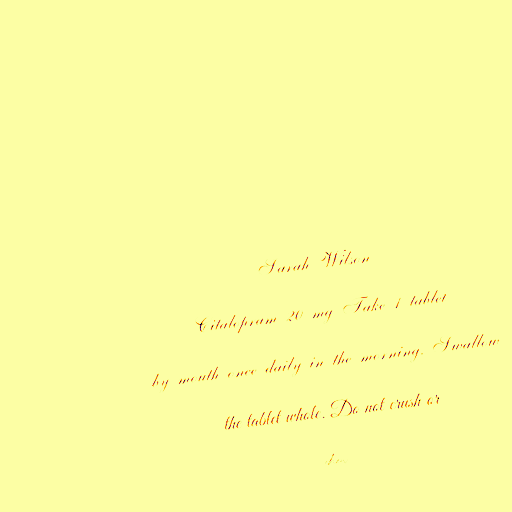 Sarah Wilson
Citalopram 20 mg Take 1 tablet
by mouth once daily in the morning. Swallow
the tablet whole. Do not crush or